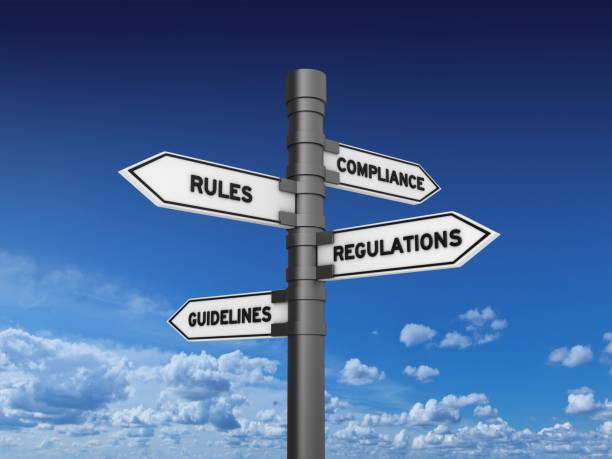 COMPLIANCE
RULES
REGULATIONS
GUIDELINES